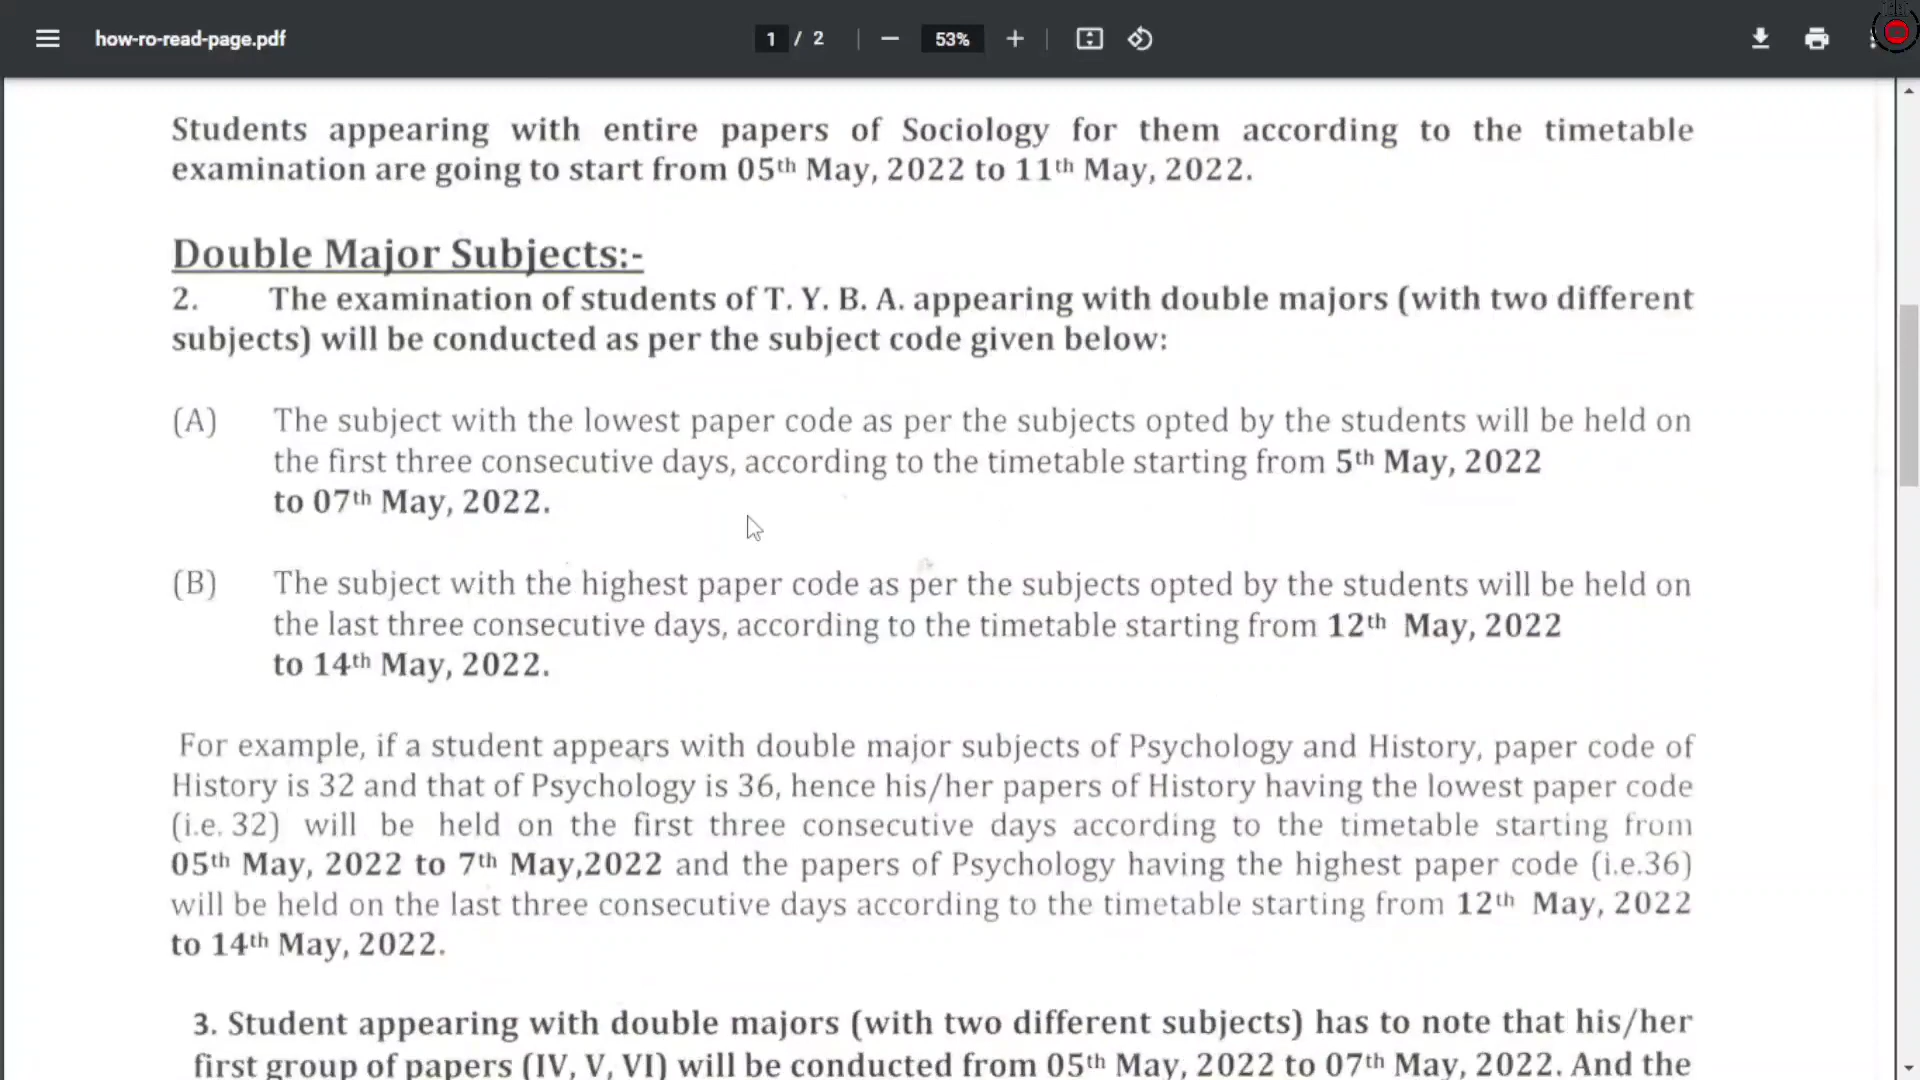 how-ro-read-page.pdf
1 / 2
53%
Students appearing with entire papers of Sociology for them according to the timetable
examination are going to start from 05th May, 2022 to 11th May, 2022.
Double Major Subjects:-
2. The examination of students of T. Y. B. A. appearing with double majors (with two different
subjects) will be conducted as per the subject code given below:
(A) The subject with the lowest paper code as per the subjects opted by the students will be held on
the first three consecutive days, according to the timetable starting from 5th May, 2022
to 07th May, 2022.
(B) The subject with the highest paper code as per the subjects opted by the students will be held on
the last three consecutive days, according to the timetable starting from 12th May, 2022
to 14th May, 2022.
For example, if a student appears with double major subjects of Psychology and History, paper code of
History is 32 and that of Psychology is 36, hence his/her papers of History having the lowest paper code
(i.e. 32) will be held on the first three consecutive days according to the timetable starting from
05th May, 2022 to 7th May,2022 and the papers of Psychology having the highest paper code (i.e.36)
will be held on the last three consecutive days according to the timetable starting from 12th May, 2022
to 14th May, 2022.
3. Student appearing with double majors (with two different subjects) has to note that his/her
first group of papers (IV, V, VI) will be conducted from 05th May, 2022 to 07th May, 2022. And the